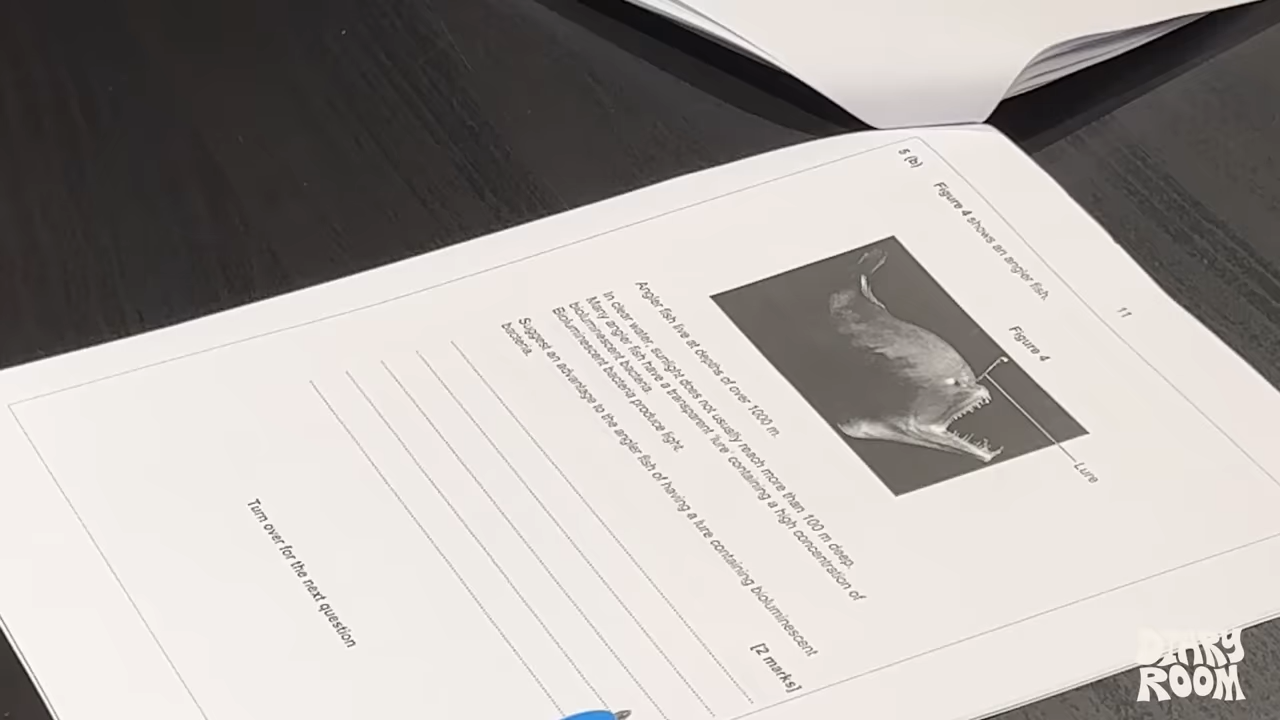 11
5 (b)
Figure 4 shows an angler fish.
Figure 4
Lure
Angler fish live at depths of over 1000 m.
In clear water, sunlight does not usually reach more than 100 m deep.
Many angler fish have a transparent 'lure' containing a high concentration of
bioluminescent bacteria.
Bioluminescent bacteria produce light.
Suggest an advantage to the angler fish of having a lure containing bioluminescent
bacteria.
[2 marks]
Turn over for the next question
DIARY
ROOM